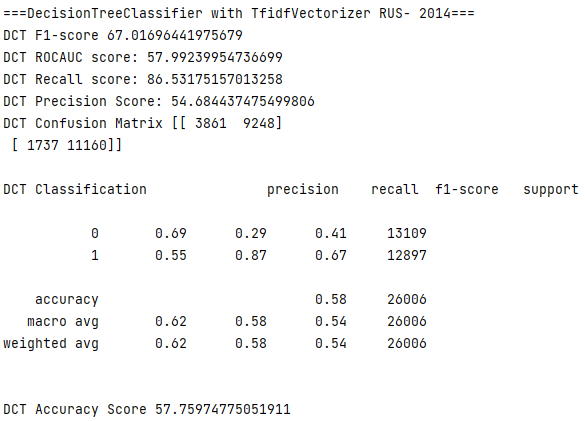 ===DecisionTreeClassifier with TfidfVectorizer RUS- 2014===
DCT F1-score 67.01696441975679
DCT ROCAUC score: 57.99239954736699
DCT Recall score: 86.53175157013258
DCT Precision Score: 54.684437475499806
DCT Confusion Matrix [[ 3861  9248]
 [ 1737 11160]]
DCT Classification               precision    recall  f1-score   support
           0       0.69      0.29      0.41     13109
           1       0.55      0.87      0.67     12897
    accuracy                           0.58     26006
   macro avg       0.62      0.58      0.54     26006
weighted avg       0.62      0.58      0.54     26006
DCT Accuracy Score 57.75974775051911